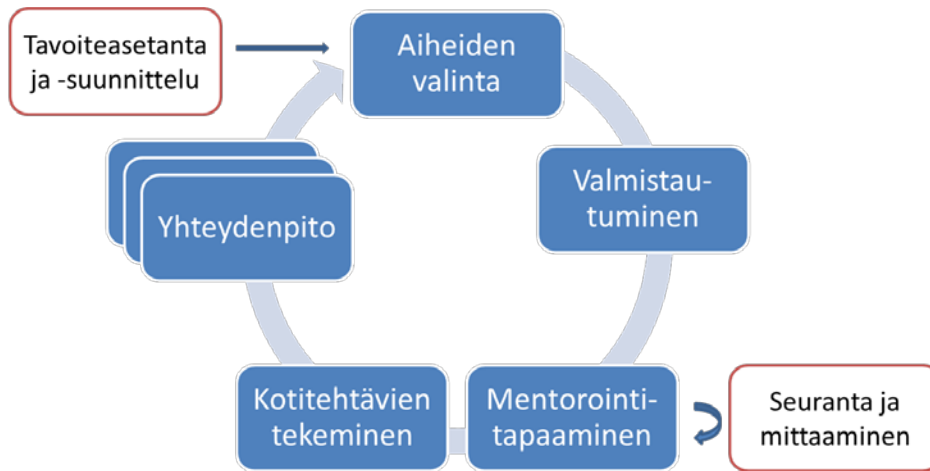 Tavoiteasetanta
ja -suunnittelu
Aiheiden
valinta
Valmistau-
tuminen
Yhteydenpito
Kotitehtävien
tekeminen
Mentorointi-
tapaaminen
Seuranta ja
mittaaminen